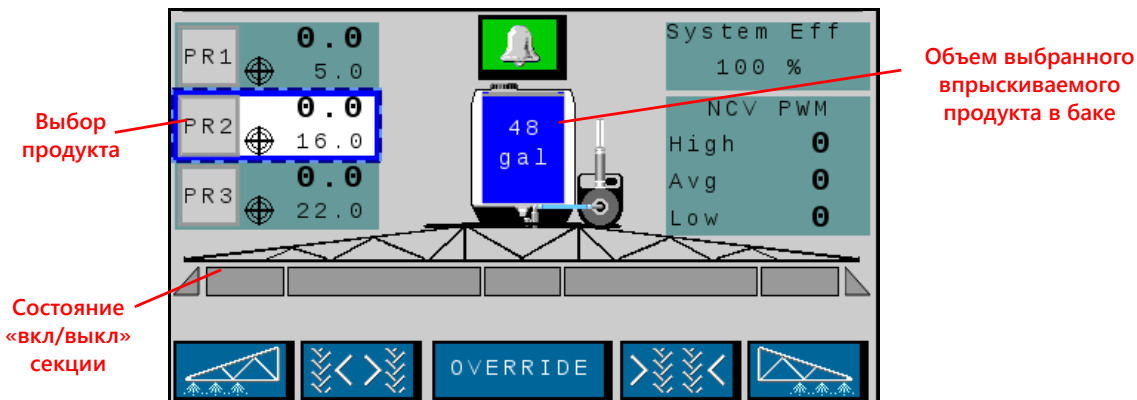 PR1
0.0
5.0
PR2
0.0
16.0
PR3
0.0
22.0
48
gal
System Eff
100 %
NCV PWM
High 0
Avg 0
Low 0
OVERRIDE
Выбор
продукта
Состояние
«вкл/выкл»
секции
Объем выбранного
впрыскиваемого
продукта в баке